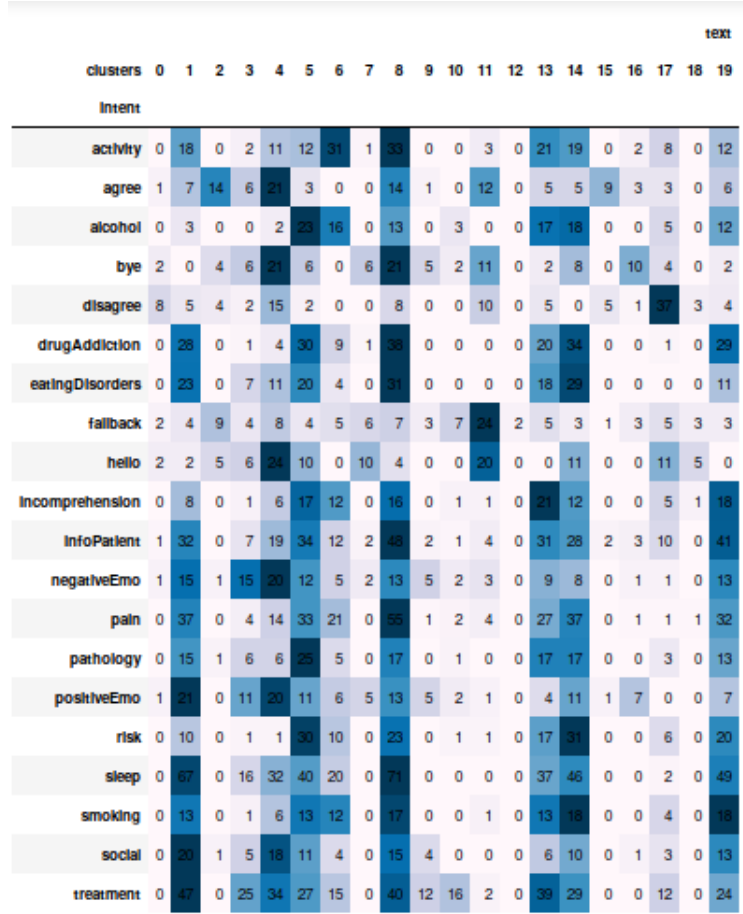 text
clusters 0 1 2 3 4 5 6 7 8 9 10 11 12 13 14 15 16 17 18 19
Intent
activity 0 18 0 2 11 12 31 1 33 0 0 3 0 21 19 0 2 8 0 12
agree 1 7 14 6 21 3 0 0 14 1 0 12 0 5 5 9 3 3 0 6
alcohol 0 3 0 0 2 23 16 0 13 0 3 0 0 17 18 0 0 5 0 12
bye 2 0 4 6 21 6 0 6 21 5 2 11 0 2 8 0 10 4 0 2
disagree 8 5 4 2 15 2 0 0 8 0 0 10 0 5 0 5 1 37 3 4
drugAddiction 0 28 0 1 4 30 9 1 38 0 0 0 0 20 34 0 0 1 0 29
eatingDisorders 0 23 0 7 11 20 4 0 31 0 0 0 0 18 29 0 0 0 0 11
fallback 2 4 9 4 8 4 5 6 7 3 7 24 2 5 3 1 3 5 3 3
hello 2 2 5 6 24 10 0 10 4 0 0 20 0 0 11 0 0 11 5 0
incomprehension 0 8 0 1 6 17 12 0 16 0 1 1 0 21 12 0 0 5 1 18
infoPatient 1 32 0 7 19 34 12 2 48 2 1 4 0 31 28 2 3 10 0 41
negativeEmo 1 15 1 15 20 12 5 2 13 5 2 3 0 9 8 0 1 1 0 13
pain 0 37 0 4 14 33 21 0 55 1 2 4 0 27 37 0 1 1 1 32
pathology 0 15 1 6 6 25 5 0 17 0 1 0 0 17 17 0 0 3 0 13
positiveEmo 1 21 0 11 20 11 6 5 13 5 2 1 0 4 11 1 7 0 0 7
risk 0 10 0 1 1 30 10 0 23 0 1 1 0 17 31 0 0 6 0 20
sleep 0 67 0 16 32 40 20 0 71 0 0 0 0 37 46 0 0 2 0 49
smoking 0 13 0 1 6 13 12 0 17 0 0 1 0 13 18 0 0 4 0 18
social 0 20 1 5 18 11 4 0 15 4 0 0 0 6 10 0 1 3 0 13
treatment 0 47 0 25 34 27 15 0 40 12 16 2 0 39 29 0 0 12 0 24